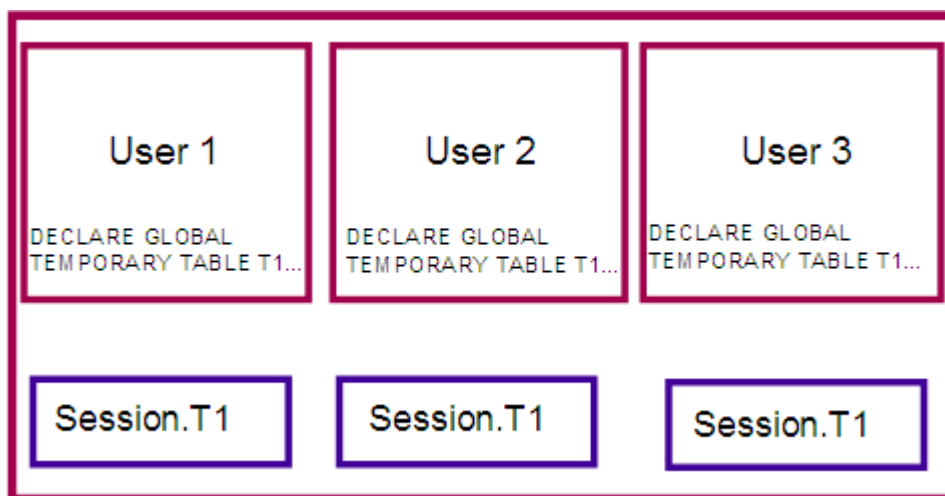 User 1
DECLARE GLOBAL
TEMPORARY TABLE T1...
User 2
DECLARE GLOBAL
TEMPORARY TABLE T1...
User 3
DECLARE GLOBAL
TEMPORARY TABLE T1...
Session.T1
Session.T1
Session.T1